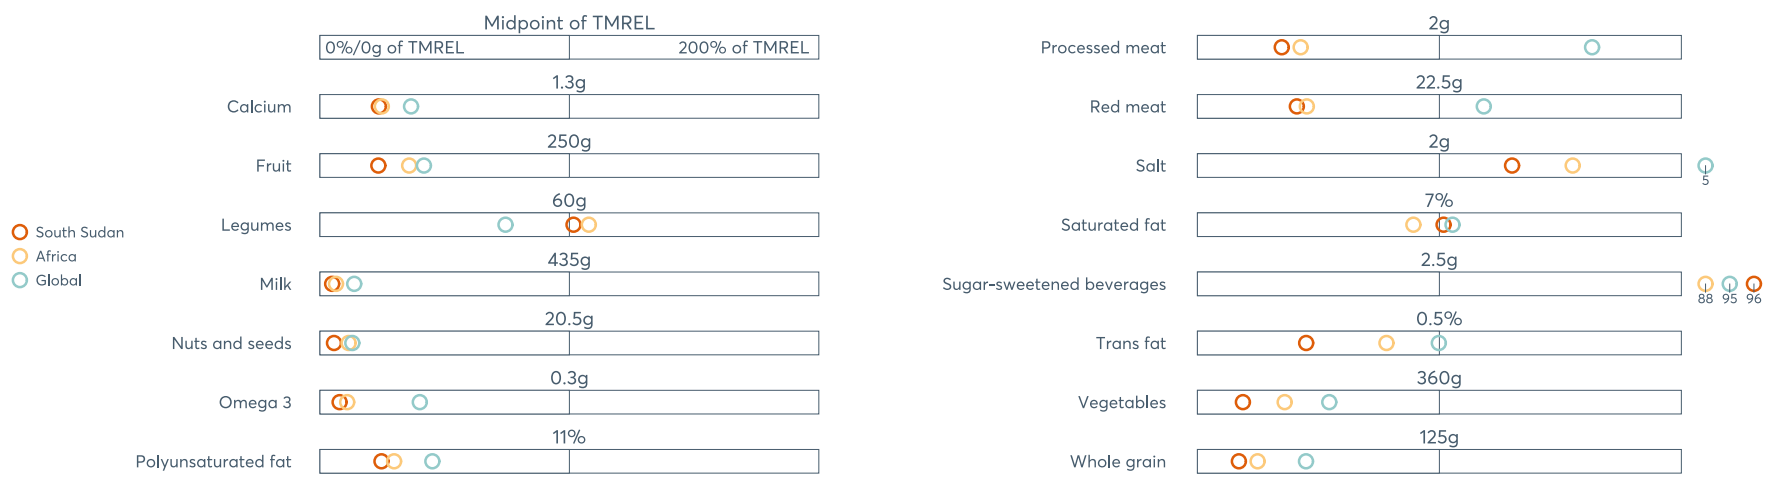 Midpoint of TMREL
0%/0g of TMREL
200% of TMREL
1.3g
Calcium
250g
Fruit
60g
Legumes
435g
Milk
20.5g
Nuts and seeds
0.3g
Omega 3
11%
Polyunsaturated fat
South Sudan
Africa
Global
2g
Processed meat
22.5g
Red meat
2g
Salt
5
7%
Saturated fat
2.5g
Sugar-sweetened beverages
88 95 96
0.5%
Trans fat
360g
Vegetables
125g
Whole grain